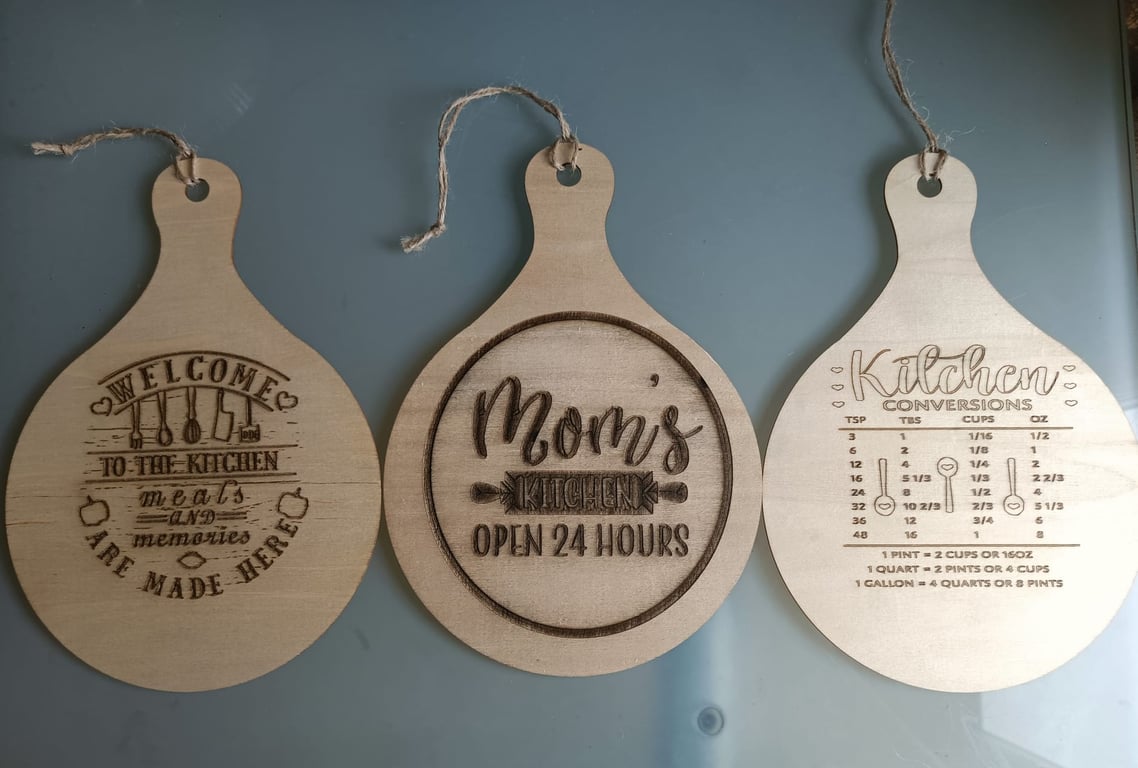 WELCOME
TO THE KITCHEN
meals
AND
memories
ARE MADE HERE
Mom's
KITCHEN
OPEN 24 HOURS
Kitchen
CONVERSIONS
TSP TBS CUPS OZ
3 1 1/16 1/2
6 2 1/8 1
12 4 1/4 2
16 5 1/3 1/3 2 2/3
24 8 1/2 4
32 10 2/3 2/3 5 1/3
36 12 3/4 6
48 16 1 8
1 PINT = 2 CUPS OR 16OZ
1 QUART = 2 PINTS OR 4 CUPS
1 GALLON = 4 QUARTS OR 8 PINTS